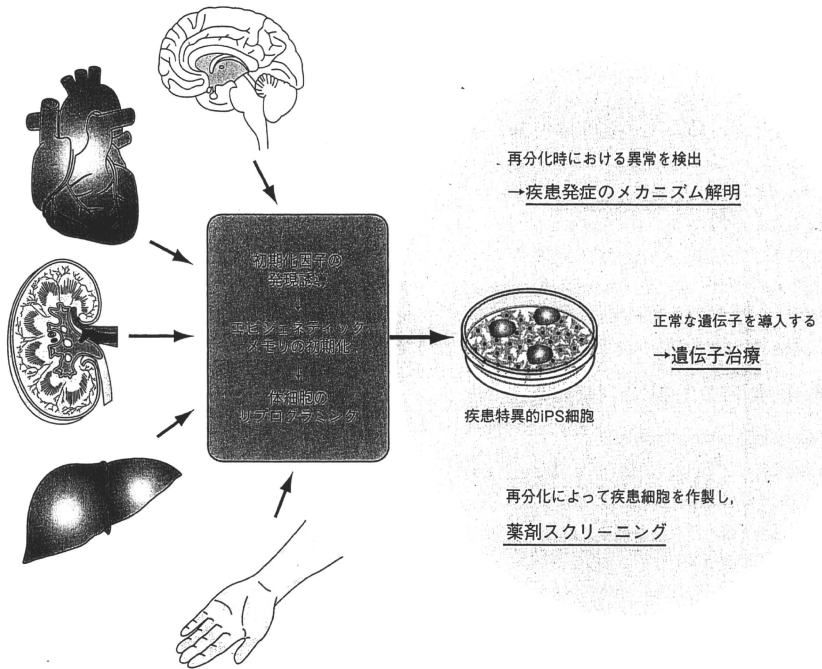 初期化因子の
発現誘導
↓
エピジェネティック
メモリの初期化
↓
体細胞の
リプログラミング
再分化時における異常を検出
→疾患発症のメカニズム解明
正常な遺伝子を導入する
→遺伝子治療
疾患特異的iPS細胞
再分化によって疾患細胞を作製し,
薬剤スクリーニング